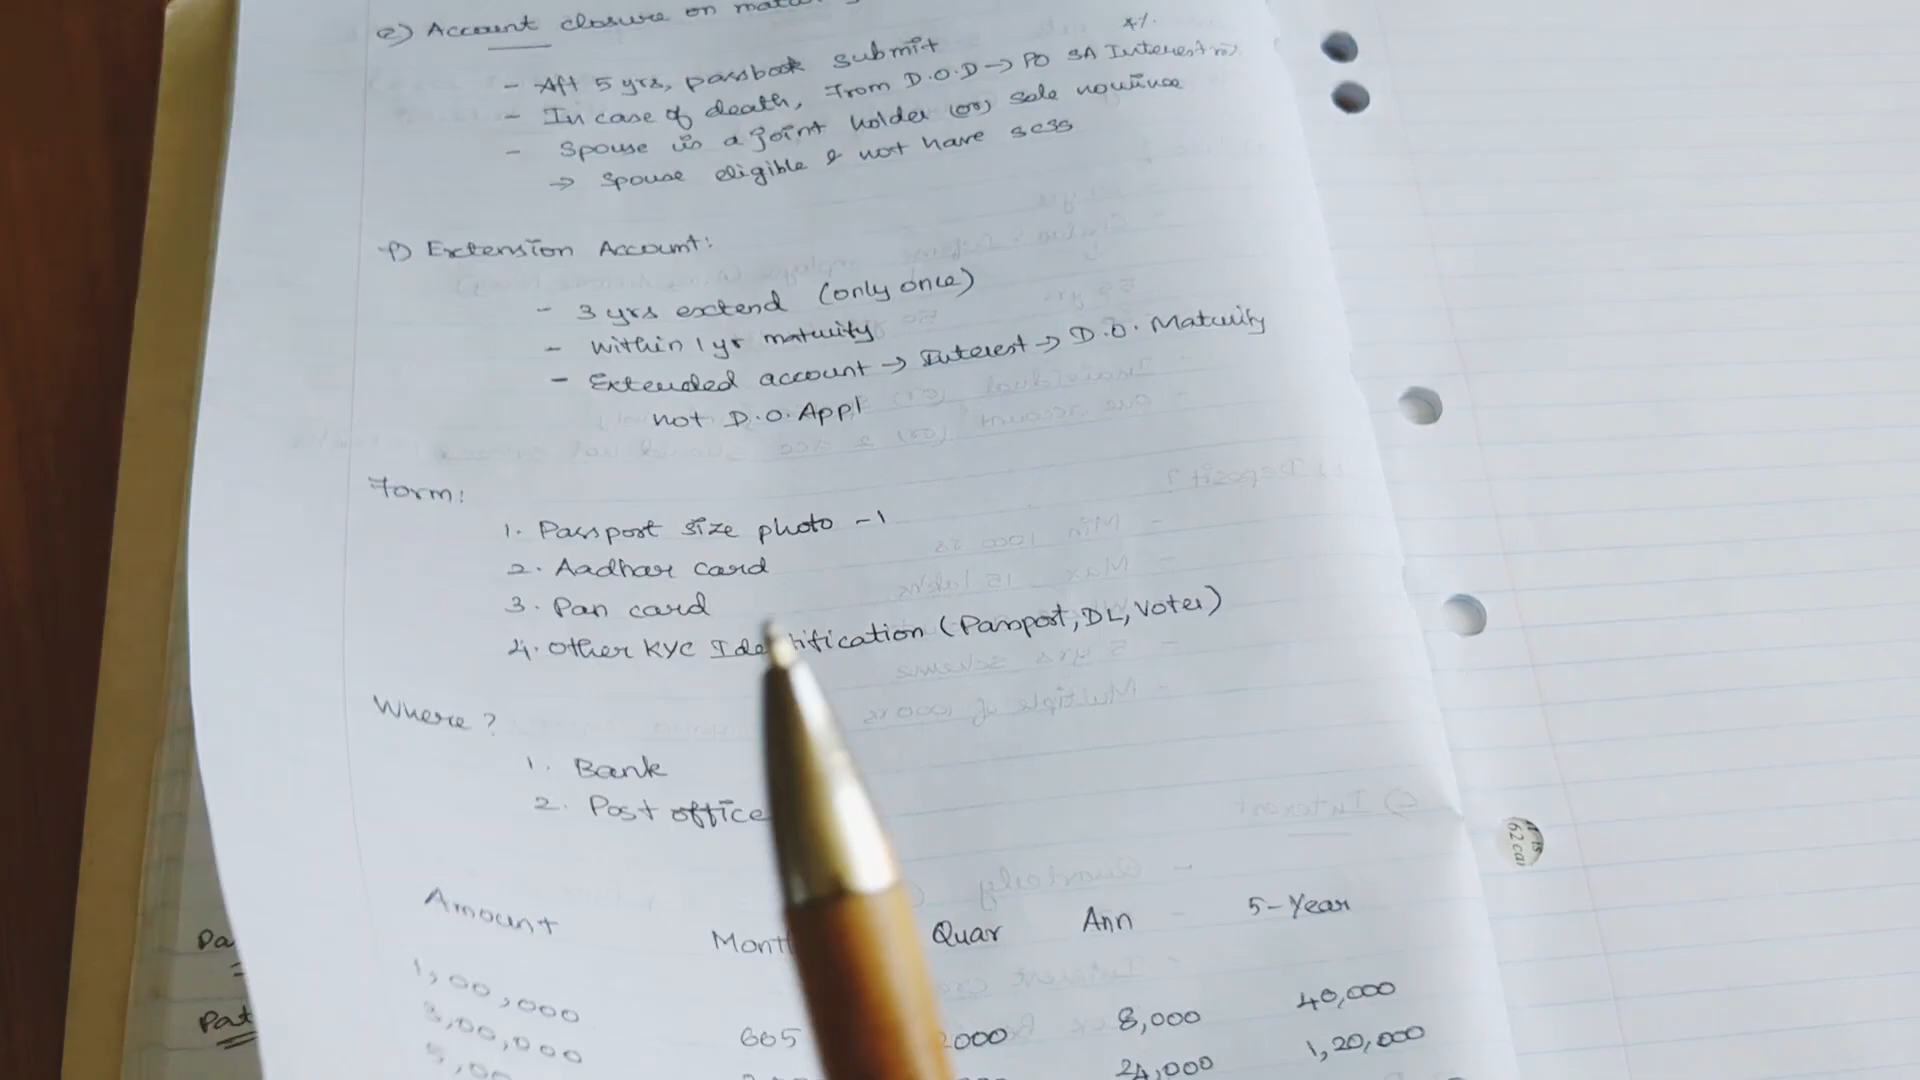 e) Account closure on
- Aft 5 yrs, passbook submit
4%
- In case of death, From D.O.D → PO SA Interest
- Spouse is a joint holder (or) sole nominee
→ Spouse eligible & not have SCSS
f) Extension Account:
- 3 yrs extend (only once)
- Within 1 yr maturity
- Extended account → Interest → D.O. Maturity
not D.O. Appl
Form:
1. Passport size photo -1
2. Aadhar card
3. Pan card
4. Other KYC Identification (Passport, DL, Voter)
Where?
1. Bank
2. Post office
Amount Quar Ann 5-Year
1,00,000 665 8,000 40,000
3,00,000 24,000 1,20,000
62 car